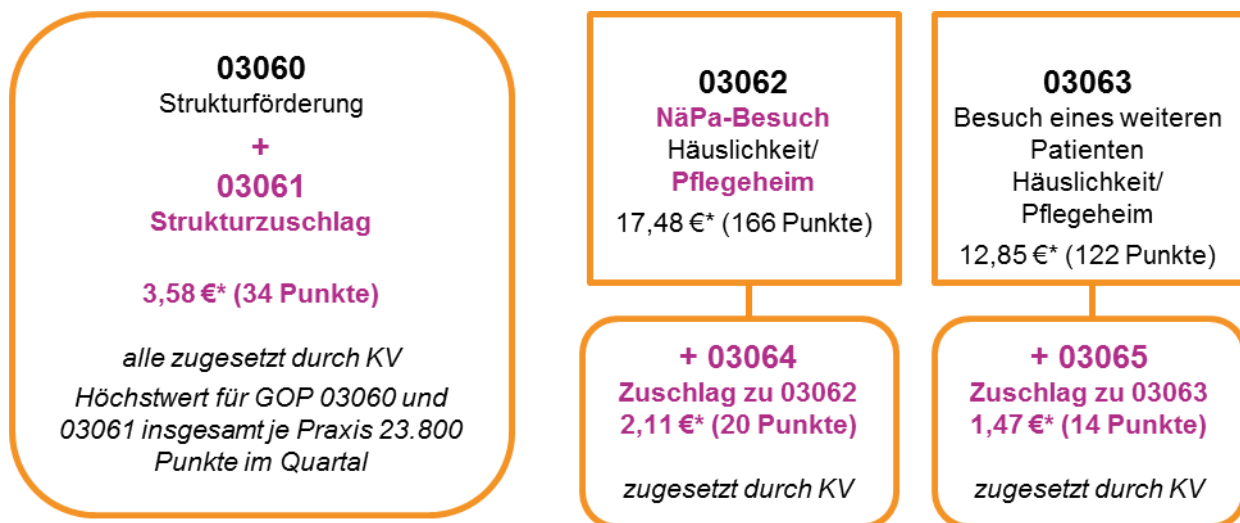 03060
Strukturförderung
+
03061
Strukturzuschlag
3,58 €* (34 Punkte)
alle zugesetzt durch KV
Höchstwert für GOP 03060 und
03061 insgesamt je Praxis 23.800
Punkte im Quartal
03062
NäPa-Besuch
Häuslichkeit/
Pflegeheim
17,48 €* (166 Punkte)
+ 03064
Zuschlag zu 03062
2,11 €* (20 Punkte)
zugesetzt durch KV
03063
Besuch eines weiteren
Patienten
Häuslichkeit/
Pflegeheim
12,85 €* (122 Punkte)
+ 03065
Zuschlag zu 03063
1,47 €* (14 Punkte)
zugesetzt durch KV